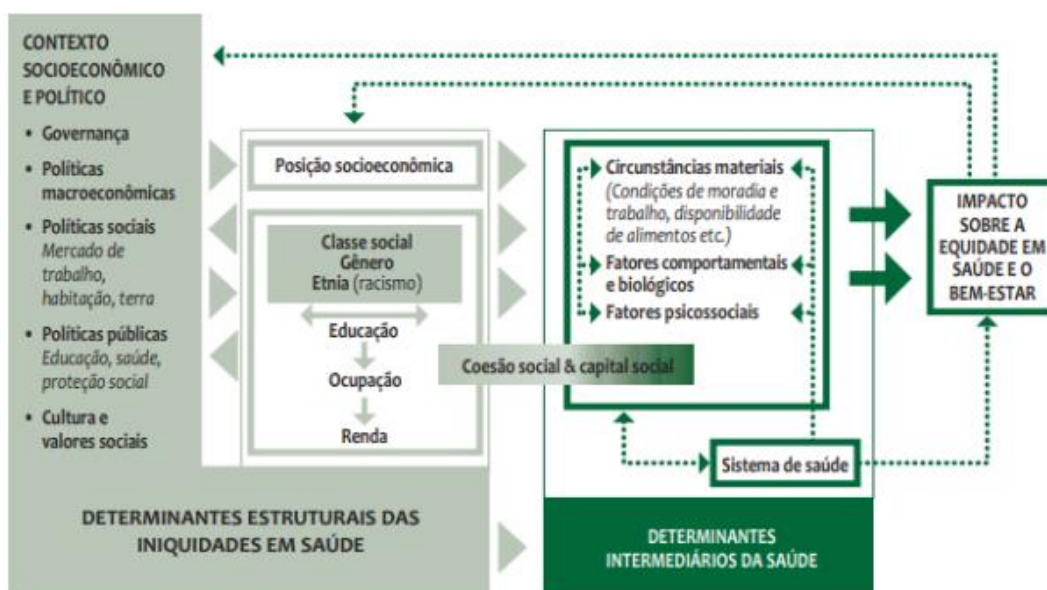 CONTEXTO
SOCIOECONÔMICO
E POLÍTICO
• Governança
• Políticas
macroeconômicas
• Políticas sociais
Mercado de
trabalho,
habitação, terra
• Políticas públicas
Educação, saúde,
proteção social
• Cultura e
valores sociais
Posição socioeconômica
Classe social
Gênero
Etnia (racismo)
Educação
Ocupação
Renda
DETERMINANTES ESTRUTURAIS DAS
INIQUIDADES EM SAÚDE
Coesão social & capital social
Circunstâncias materiais
(Condições de moradia e
trabalho, disponibilidade
de alimentos etc.)
Fatores comportamentais
e biológicos
Fatores psicossociais
Sistema de saúde
DETERMINANTES
INTERMEDIÁRIOS DA SAÚDE
IMPACTO
SOBRE A
EQUIDADE EM
SAÚDE E O
BEM-ESTAR